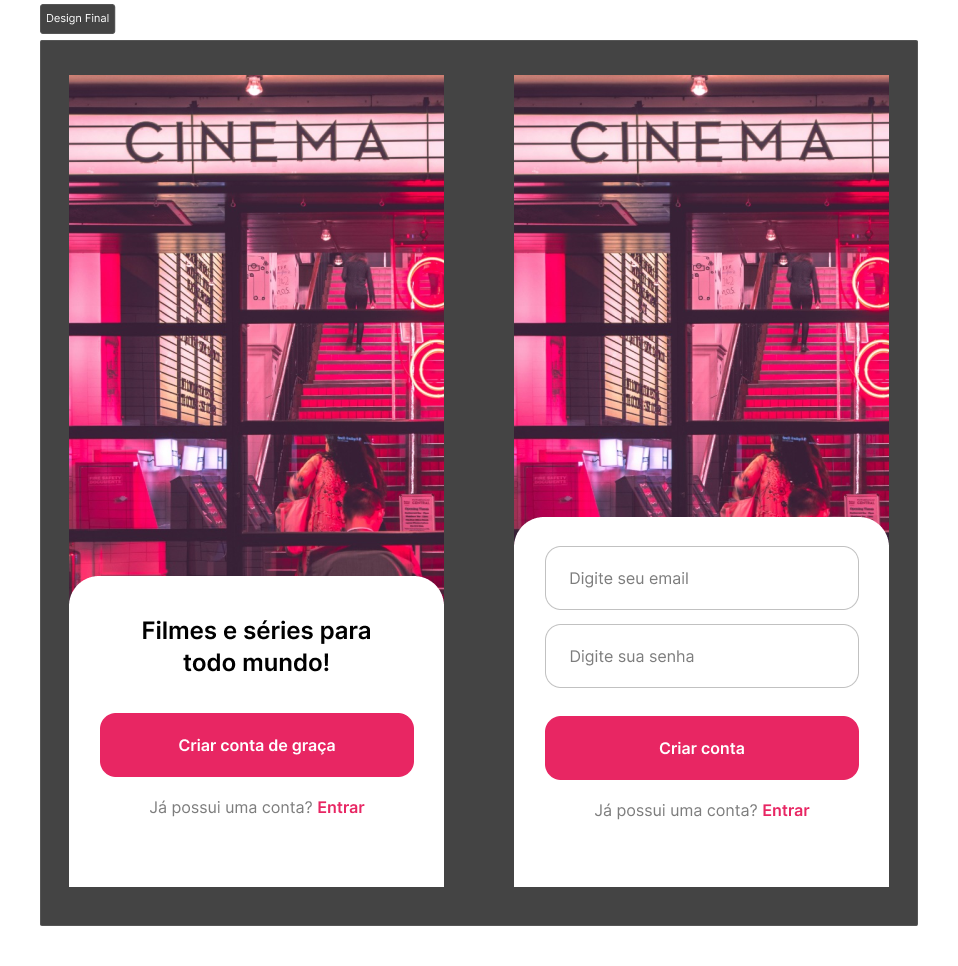 Design Final
CINEMA
Filmes e séries para
todo mundo!
Criar conta de graça
Já possui uma conta? Entrar
CINEMA
Digite seu email
Digite sua senha
Criar conta
Já possui uma conta? Entrar